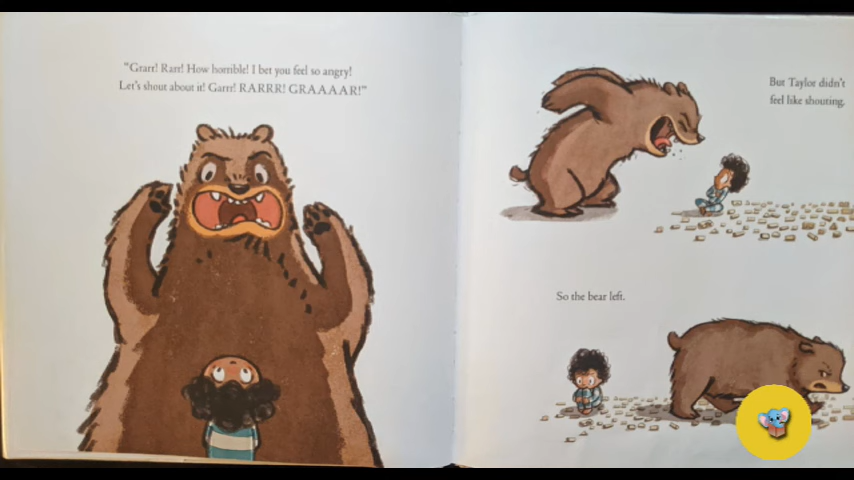 "Grarr! Rarr! How horrible! I bet you feel so angry!
Let's shout about it! Garrr! RARRR! GRAAAAR!"
But Taylor didn't
feel like shouting.
So the bear left.